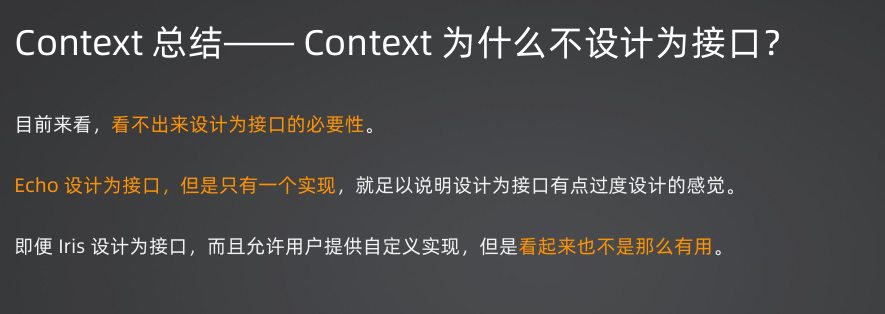 Context 总结—— Context 为什么不设计为接口?
目前来看，看不出来设计为接口的必要性。
Echo 设计为接口，但是只有一个实现，就足以说明设计为接口有点过度设计的感觉。
即便 Iris 设计为接口，而且允许用户提供自定义实现，但是看起来也不是那么有用。